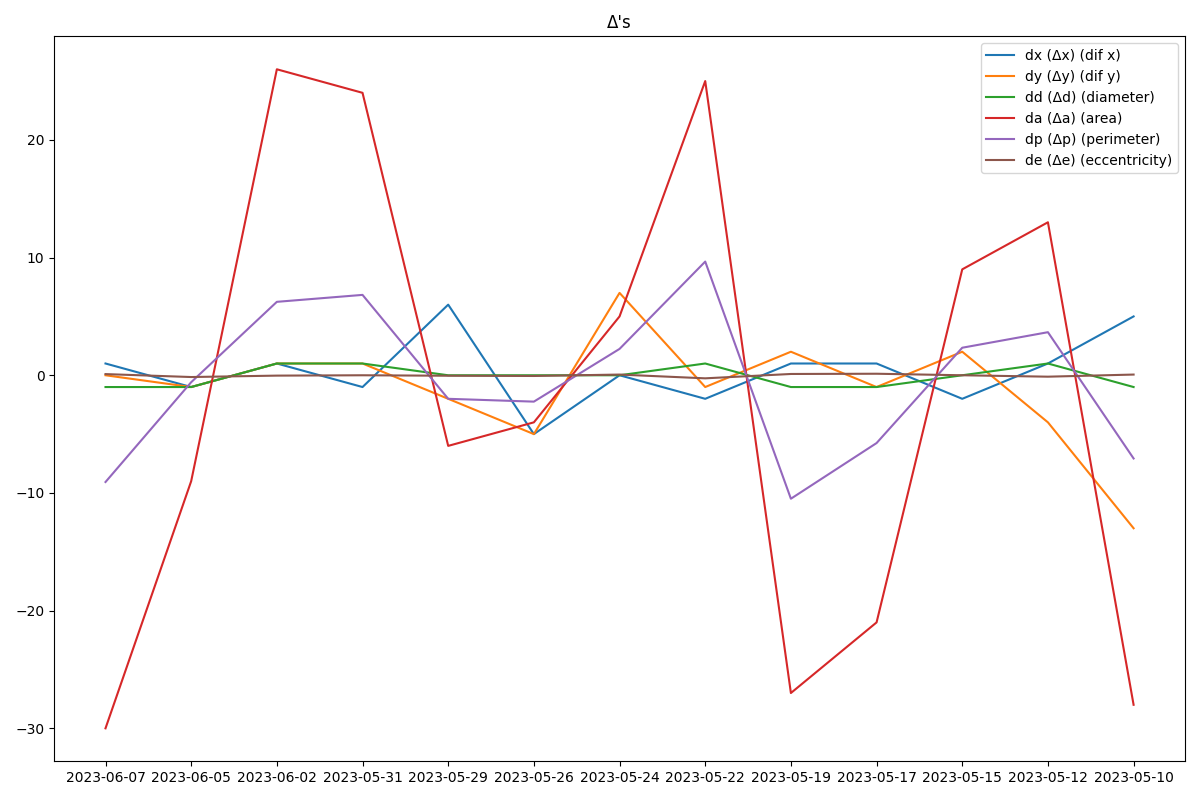 Δ's
dx (Δx) (dif x)
dy (Δy) (dif y)
dd (Δd) (diameter)
da (Δa) (area)
dp (Δp) (perimeter)
de (Δe) (eccentricity)
20
10
0
−10
−20
−30
2023-06-07 2023-06-05 2023-06-02 2023-05-31 2023-05-29 2023-05-26 2023-05-24 2023-05-22 2023-05-19 2023-05-17 2023-05-15 2023-05-12 2023-05-10